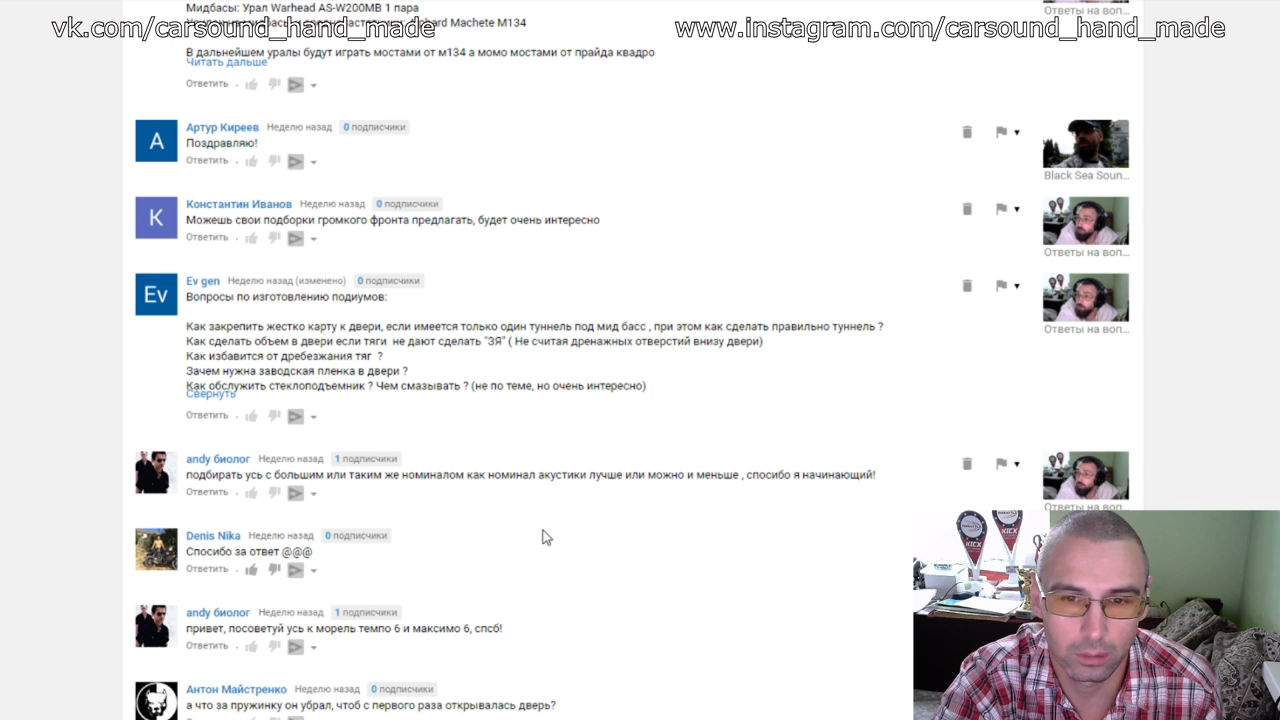 vk.com/carsound_hand_made
www.instagram.com/carsound_hand_made
Мидбасы: Урал Warhead AS-W200MB 1 пара
Machete M134
Ответы на воп...
В дальнейшем уралы будут играть мостами от м134 а момо мостами от прайда квадро
Читать дальше
Ответить
Артур Киреев Неделю назад 0 подписчики
Поздравляю!
Ответить
Black Sea Soun...
Константин Иванов Неделю назад 0 подписчики
Можешь свои подборки громкого фронта предлагать, будет очень интересно
Ответить
Ответы на воп...
Ev gen Неделю назад (изменено) 0 подписчики
Вопросы по изготовлению подиумов:
Как закрепить жестко карту к двери, если имеется только один туннель под мид басс , при этом как сделать правильно туннель ?
Как сделать объем в двери если тяги не дают сделать "ЗЯ" ( Не считая дренажных отверстий внизу двери)
Как избавится от дребезжания тяг ?
Зачем нужна заводская пленка в двери ?
Как обслужить стеклоподъемник ? Чем смазывать ? (не по теме, но очень интересно)
Свернуть
Ответить
Ответы на воп...
andy биолог Неделю назад 1 подписчики
подбирать усь с большим или таким же номиналом как номинал акустики лучше или можно и меньше , спосибо я начинающий!
Ответить
Ответы на воп...
Denis Nika Неделю назад 0 подписчики
Спосибо за ответ @@@
Ответить
andy биолог Неделю назад 1 подписчики
привет, посоветуй усь к морель темпо 6 и максимо 6, спсб!
Ответить
Антон Майстренко Неделю назад 0 подписчики
а что за пружинку он убрал, чтоб с первого раза открывалась дверь?
A
К
Ev
KICX
KICX